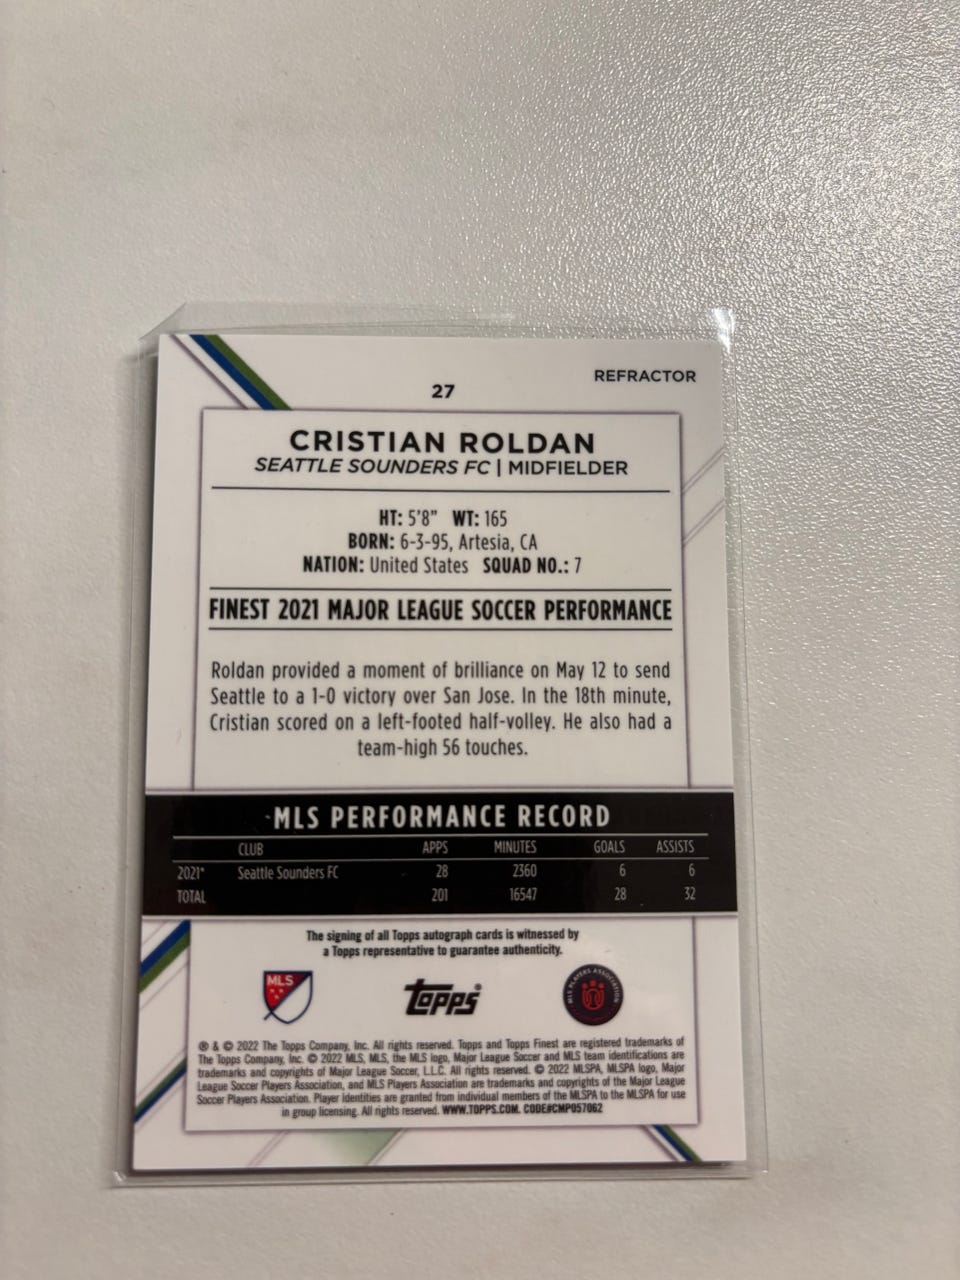 REFRACTOR
27
CRISTIAN ROLDAN
SEATTLE SOUNDERS FC | MIDFIELDER
HT: 5'8" WT: 165
BORN: 6-3-95, Artesia, CA
NATION: United States SQUAD NO.: 7
FINEST 2021 MAJOR LEAGUE SOCCER PERFORMANCE
Roldan provided a moment of brilliance on May 12 to send
Seattle to a 1-0 victory over San Jose. In the 18th minute,
Cristian scored on a left-footed half-volley. He also had a
team-high 56 touches.
MLS PERFORMANCE RECORD
CLUB APPS MINUTES GOALS ASSISTS
2021* Seattle Sounders FC 28 2360 6 6
TOTAL 201 16547 28 32
The signing of all Topps autograph cards is witnessed by
a Topps representative to guarantee authenticity.
MLS
topps
MLS PLAYERS ASSOCIATION
® & © 2022 The Topps Company, Inc. All rights reserved. Topps and Topps Finest are registered trademarks of
The Topps Company, Inc. © 2022 MLS, MLS, the MLS logo, Major League Soccer and MLS team identifications are
trademarks and copyrights of Major League Soccer, L.L.C. All rights reserved. © 2022 MLSPA, MLSPA logo, Major
League Soccer Players Association, and MLS Players Association are trademarks and copyrights of the Major League
Soccer Players Association. Player identities are granted from individual members of the MLSPA to the MLSPA for use
in group licensing. All rights reserved. WWW.TOPPS.COM. CODE#CMP057062